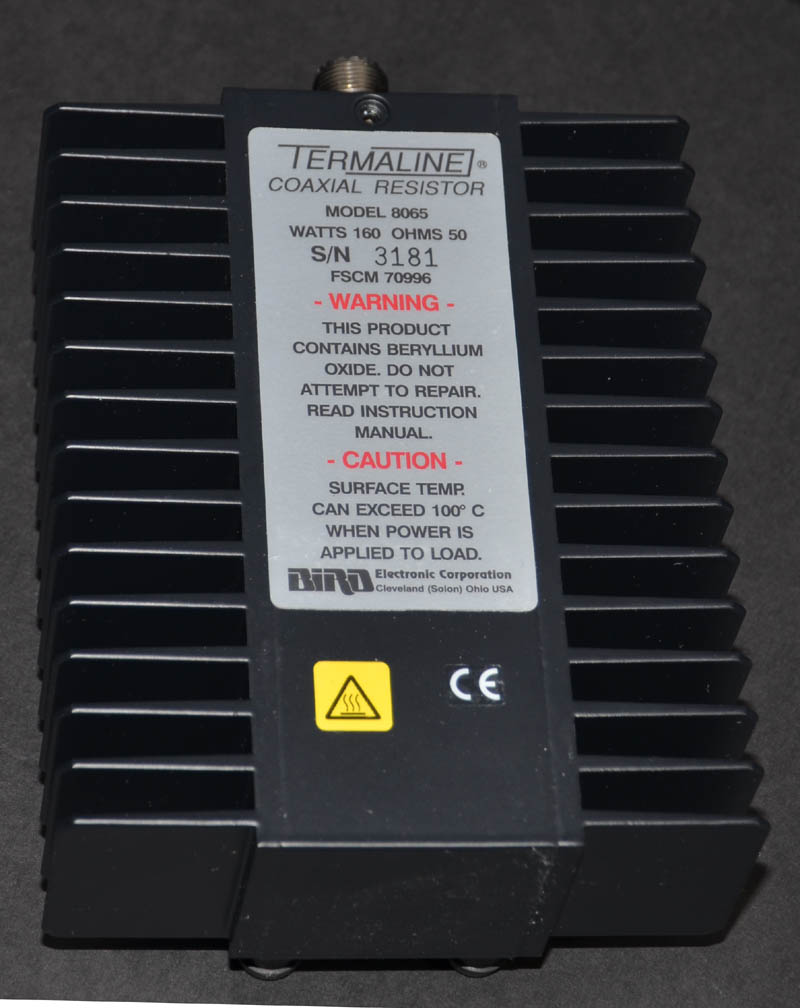 TERMALINE®
COAXIAL RESISTOR
MODEL 8065
WATTS 160 OHMS 50
S/N 3181
FSCM 70996
- WARNING -
THIS PRODUCT
CONTAINS BERYLLIUM
OXIDE. DO NOT
ATTEMPT TO REPAIR.
READ INSTRUCTION
MANUAL.
- CAUTION -
SURFACE TEMP.
CAN EXCEED 100° C
WHEN POWER IS
APPLIED TO LOAD.
BIRD Electronic Corporation
Cleveland (Solon) Ohio USA
CE